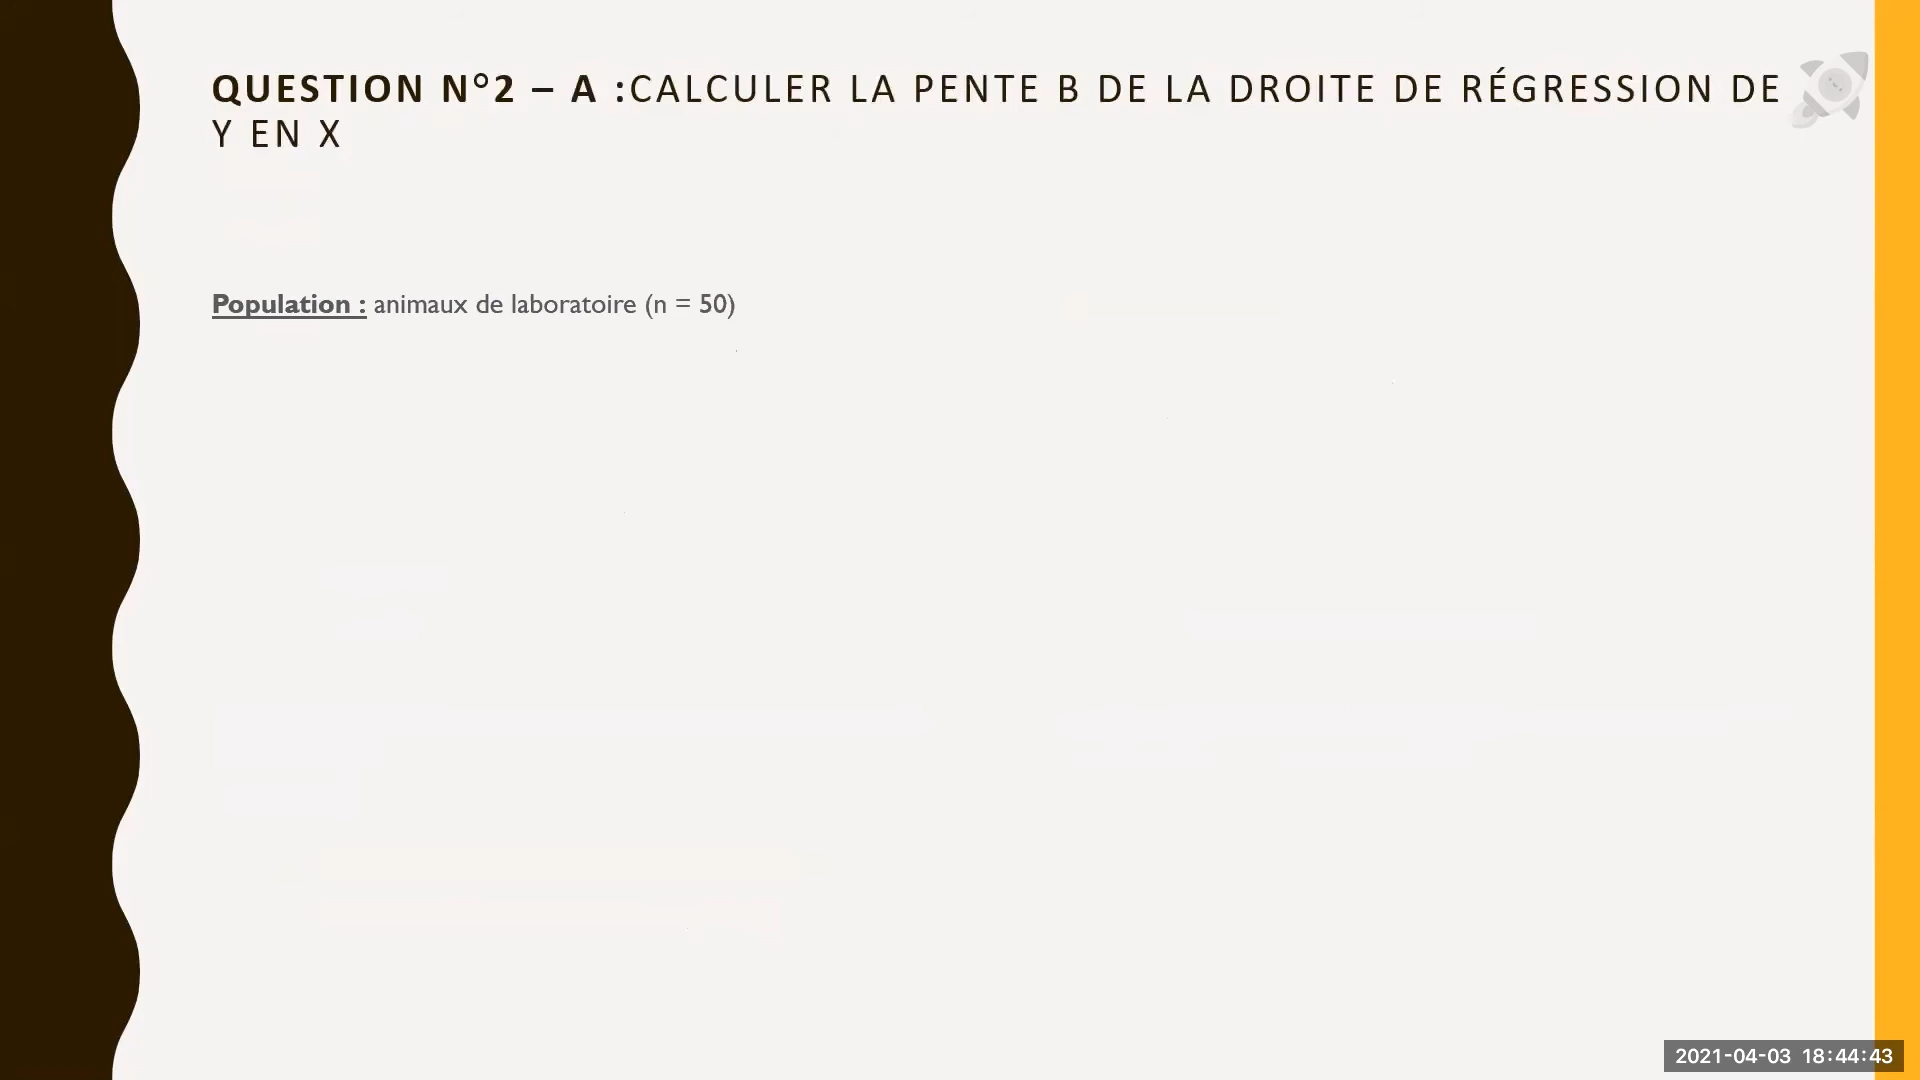 QUESTION N°2 – A :CALCULER LA PENTE B DE LA DROITE DE RÉGRESSION DE
Y EN X
Population : animaux de laboratoire (n = 50)
2021-04-03 18:44:43